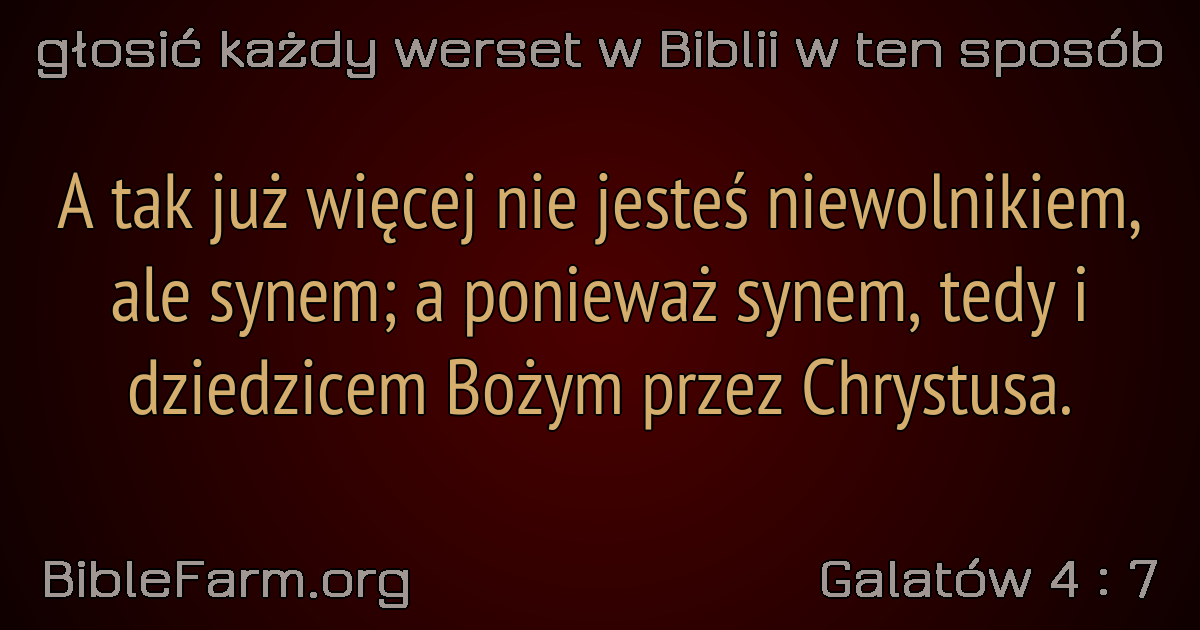 głosić każdy werset w Biblii w ten sposób
A tak już więcej nie jesteś niewolnikiem,
ale synem; a ponieważ synem, tedy i
dziedzicem Bożym przez Chrystusa.
BibleFarm.org
Galatów 4 : 7